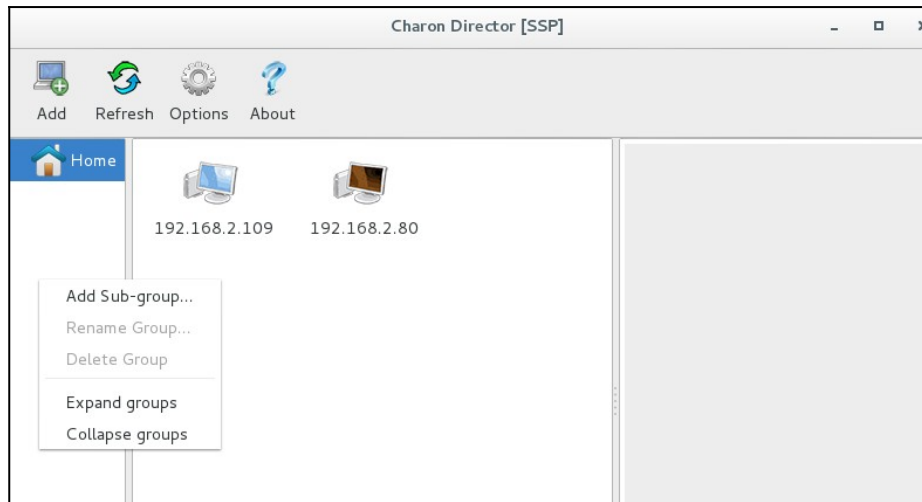 Charon Director [SSP]
Add Refresh Options About
Home
192.168.2.109 192.168.2.80
Add Sub-group...
Rename Group...
Delete Group
Expand groups
Collapse groups